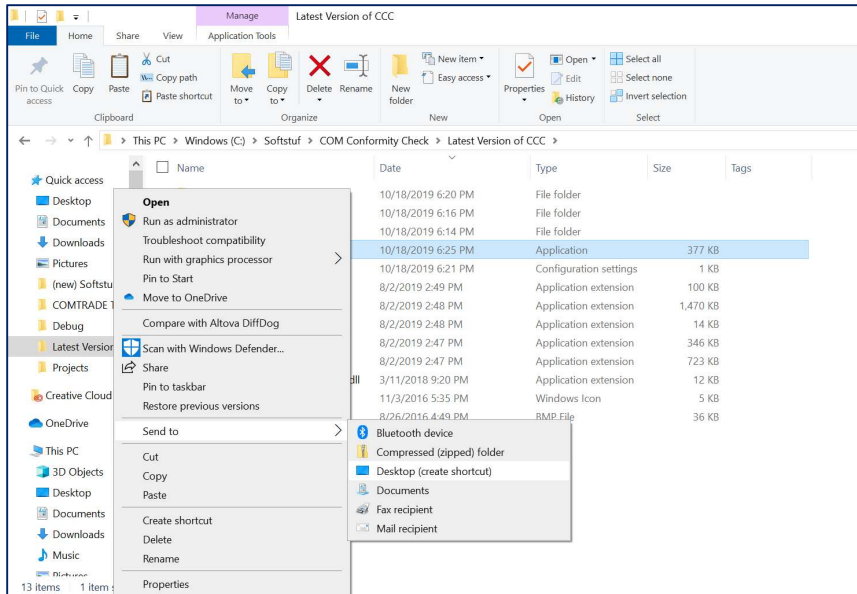 Manage
Latest Version of CCC
File
Home
Share
View
Application Tools
Pin to Quick access
Copy
Paste
Cut
Copy path
Paste shortcut
Clipboard
Move to
Copy to
Delete
Rename
Organize
New folder
New item
Easy access
New
Properties
Open
Edit
History
Open
Select all
Select none
Invert selection
Select
This PC > Windows (C:) > Softstuf > COM Conformity Check > Latest Version of CCC >
Name
Date
Type
Size
Tags
Quick access
Desktop
Documents
Downloads
Pictures
(new) Softstu
COMTRADE T
Debug
Latest Version
Projects
Creative Cloud
OneDrive
This PC
3D Objects
Desktop
Documents
Downloads
Music
Pictures
13 items 1 item s
Open
Run as administrator
Troubleshoot compatibility
Run with graphics processor
Pin to Start
Move to OneDrive
Compare with Altova DiffDog
Scan with Windows Defender...
Share
Pin to taskbar
Restore previous versions
Send to
Cut
Copy
Paste
Create shortcut
Delete
Rename
Properties
10/18/2019 6:20 PM File folder
10/18/2019 6:16 PM File folder
10/18/2019 6:14 PM File folder
10/18/2019 6:25 PM Application 377 KB
10/18/2019 6:21 PM Configuration settings 1 KB
8/2/2019 2:49 PM Application extension 100 KB
8/2/2019 2:48 PM Application extension 1,470 KB
8/2/2019 2:48 PM Application extension 14 KB
8/2/2019 2:47 PM Application extension 346 KB
8/2/2019 2:47 PM Application extension 723 KB
dll 3/11/2018 9:20 PM Application extension 12 KB
11/3/2016 5:35 PM Windows Icon 5 KB
8/26/2016 4:49 PM BMP File 36 KB
Bluetooth device
Compressed (zipped) folder
Desktop (create shortcut)
Documents
Fax recipient
Mail recipient